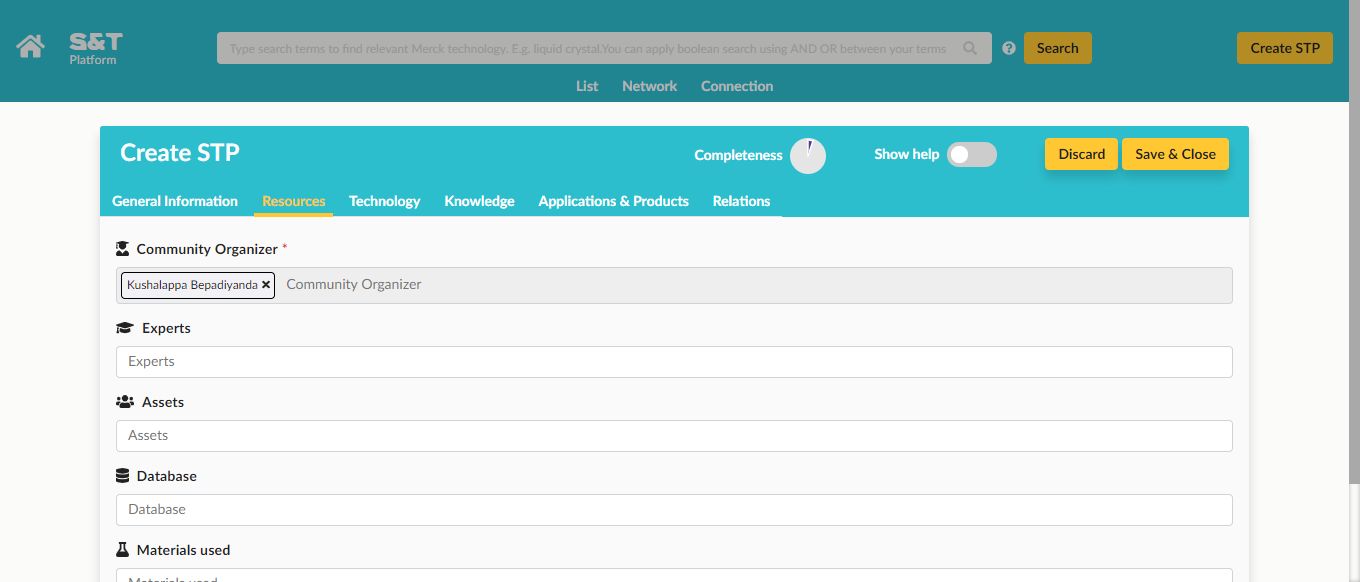 S&T
Platform
Type search terms to find relevant Merck technology. E.g. liquid crystal.You can apply boolean search using AND OR between your terms
?
Search
Create STP
List Network Connection
Create STP
Completeness
Show help
Discard
Save & Close
General Information Resources Technology Knowledge Applications & Products Relations
Community Organizer *
Kushalappa Bepadiyanda × Community Organizer
Experts
Experts
Assets
Assets
Database
Database
Materials used
Materials used